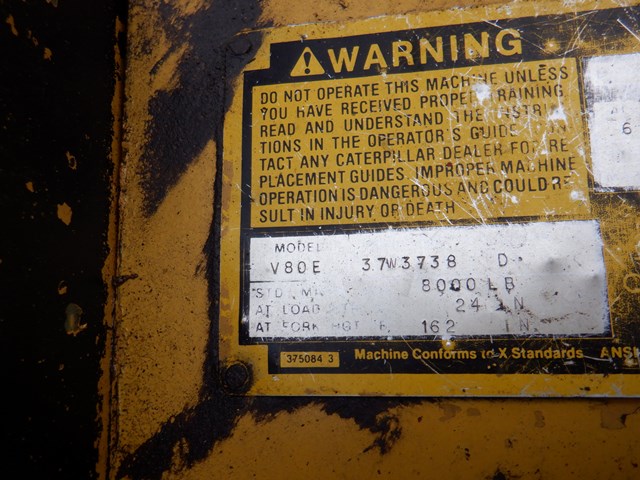 WARNING
DO NOT OPERATE THIS MACHINE UNLESS
YOU HAVE RECEIVED PROPER TRAINING
READ AND UNDERSTAND THE INSTRUC
TIONS IN THE OPERATOR'S GUIDE
TACT ANY CATERPILLAR DEALER FOR RE
PLACEMENT GUIDES. IMPROPER MACHINE
OPERATION IS DANGEROUS AND COULD RE
SULT IN INJURY OR DEATH
6
MODEL
V80E 37W3738 D
STD 8000 LB
AT LOAD 24 IN
AT FORK HGT 162 IN
375084 3 Machine Conforms to X Standards ANSI